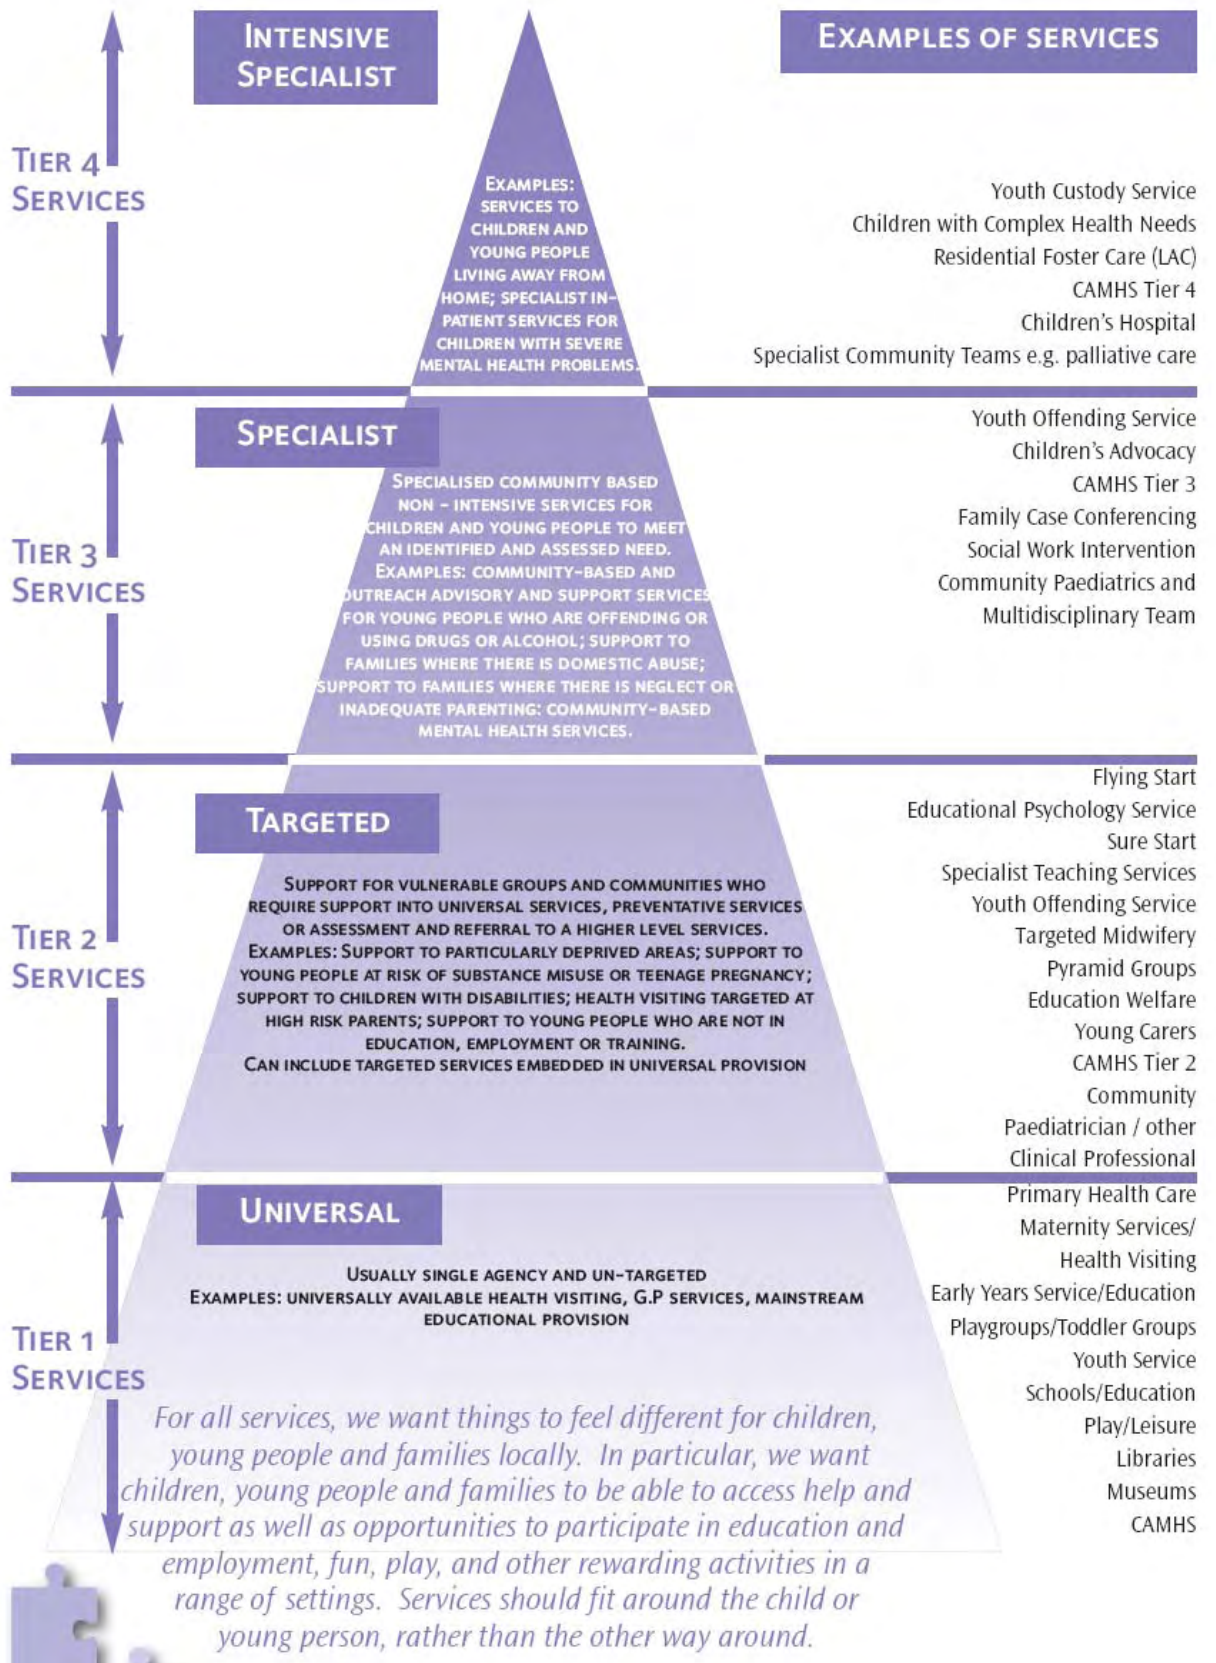 INTENSIVE
SPECIALIST
EXAMPLES OF SERVICES
TIER 4
SERVICES
EXAMPLES:
SERVICES TO
CHILDREN AND
YOUNG PEOPLE
LIVING AWAY FROM
HOME; SPECIALIST IN-
PATIENT SERVICES FOR
CHILDREN WITH SEVERE
MENTAL HEALTH PROBLEMS.
Youth Custody Service
Children with Complex Health Needs
Residential Foster Care (LAC)
CAMHS Tier 4
Children's Hospital
Specialist Community Teams e.g. palliative care
SPECIALIST
TIER 3
SERVICES
SPECIALISED COMMUNITY BASED
NON - INTENSIVE SERVICES FOR
CHILDREN AND YOUNG PEOPLE TO MEET
AN IDENTIFIED AND ASSESSED NEED.
EXAMPLES: COMMUNITY-BASED AND
OUTREACH ADVISORY AND SUPPORT SERVICES
FOR YOUNG PEOPLE WHO ARE OFFENDING OR
USING DRUGS OR ALCOHOL; SUPPORT TO
FAMILIES WHERE THERE IS DOMESTIC ABUSE;
SUPPORT TO FAMILIES WHERE THERE IS NEGLECT OR
INADEQUATE PARENTING: COMMUNITY-BASED
MENTAL HEALTH SERVICES.
Youth Offending Service
Children's Advocacy
CAMHS Tier 3
Family Case Conferencing
Social Work Intervention
Community Paediatrics and
Multidisciplinary Team
TARGETED
TIER 2
SERVICES
SUPPORT FOR VULNERABLE GROUPS AND COMMUNITIES WHO
REQUIRE SUPPORT INTO UNIVERSAL SERVICES, PREVENTATIVE SERVICES
OR ASSESSMENT AND REFERRAL TO A HIGHER LEVEL SERVICES.
EXAMPLES: SUPPORT TO PARTICULARLY DEPRIVED AREAS; SUPPORT TO
YOUNG PEOPLE AT RISK OF SUBSTANCE MISUSE OR TEENAGE PREGNANCY;
SUPPORT TO CHILDREN WITH DISABILITIES; HEALTH VISITING TARGETED AT
HIGH RISK PARENTS; SUPPORT TO YOUNG PEOPLE WHO ARE NOT IN
EDUCATION, EMPLOYMENT OR TRAINING.
CAN INCLUDE TARGETED SERVICES EMBEDDED IN UNIVERSAL PROVISION
Flying Start
Educational Psychology Service
Sure Start
Specialist Teaching Services
Youth Offending Service
Targeted Midwifery
Pyramid Groups
Education Welfare
Young Carers
CAMHS Tier 2
Community
Paediatrician / other
Clinical Professional
UNIVERSAL
TIER 1
SERVICES
USUALLY SINGLE AGENCY AND UN-TARGETED
EXAMPLES: UNIVERSALLY AVAILABLE HEALTH VISITING, G.P SERVICES, MAINSTREAM
EDUCATIONAL PROVISION
Primary Health Care
Maternity Services/
Health Visiting
Early Years Service/Education
Playgroups/Toddler Groups
Youth Service
Schools/Education
Play/Leisure
Libraries
Museums
CAMHS
For all services, we want things to feel different for children,
young people and families locally. In particular, we want
children, young people and families to be able to access help and
support as well as opportunities to participate in education and
employment, fun, play, and other rewarding activities in a
range of settings. Services should fit around the child or
young person, rather than the other way around.